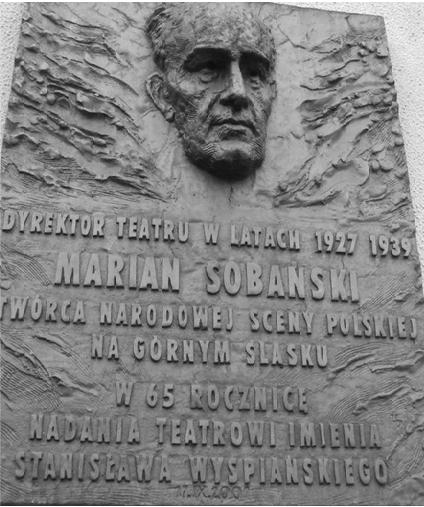 DYREKTOR TEATRU W LATACH 1927 1939
MARIAN SOBAŃSKI
TWÓRCA NARODOWEJ SCENY POLSKIEJ
NA GÓRNYM ŚLĄSKU
W 65 ROCZNICĘ
NADANIA TEATROWI IMIENIA
STANISŁAWA WYSPIAŃSKIEGO